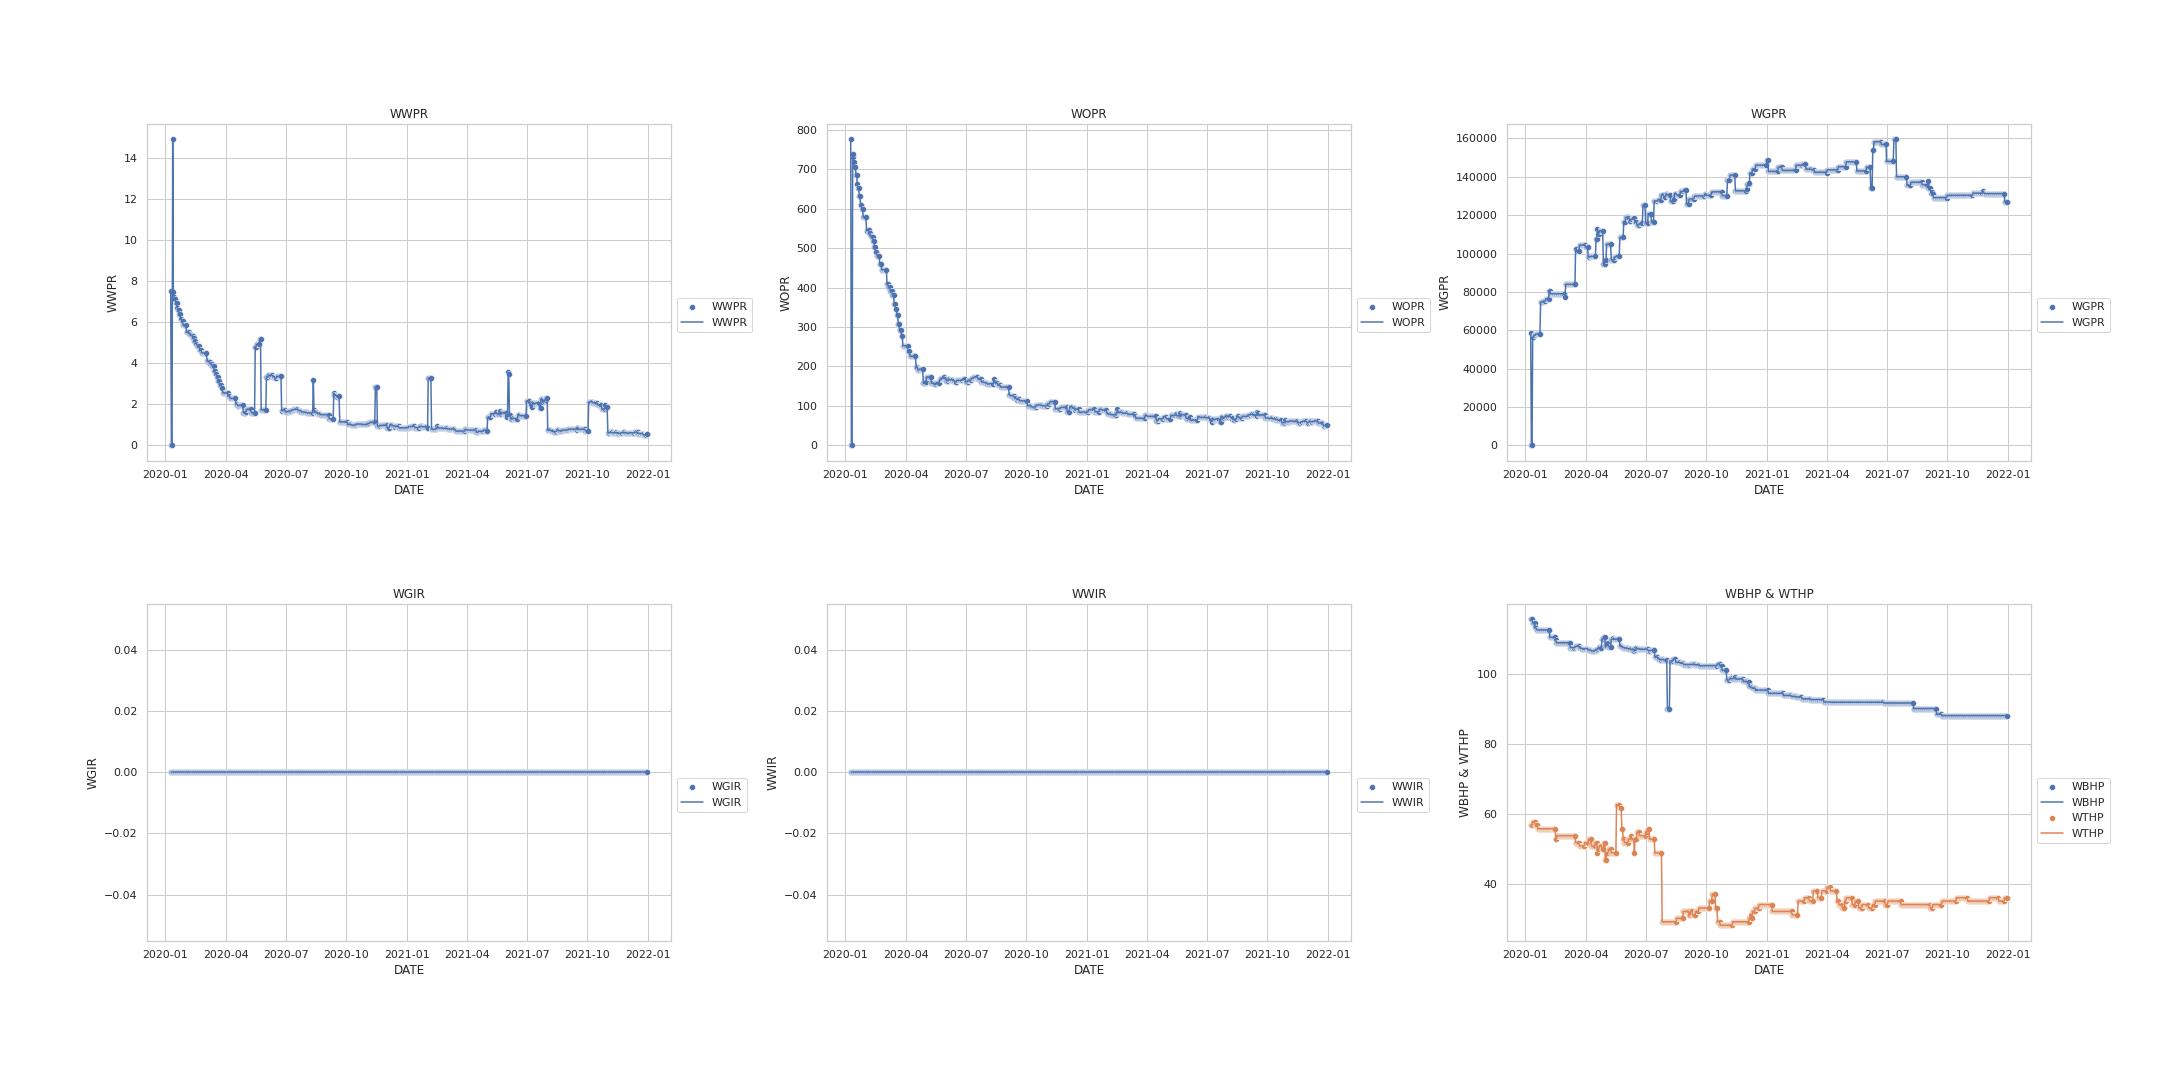 WWPR
14
12
10
8
6
4
2
0
WWPR
2020-01 2020-04 2020-07 2020-10 2021-01 2021-04 2021-07 2021-10 2022-01
DATE
WWPR
WWPR
WOPR
800
700
600
500
400
300
200
100
0
WOPR
2020-01 2020-04 2020-07 2020-10 2021-01 2021-04 2021-07 2021-10 2022-01
DATE
WOPR
WOPR
WGPR
160000
140000
120000
100000
80000
60000
40000
20000
0
WGPR
2020-01 2020-04 2020-07 2020-10 2021-01 2021-04 2021-07 2021-10 2022-01
DATE
WGPR
WGPR
WGIR
0.04
0.02
0.00
−0.02
−0.04
WGIR
2020-01 2020-04 2020-07 2020-10 2021-01 2021-04 2021-07 2021-10 2022-01
DATE
WGIR
WGIR
WWIR
0.04
0.02
0.00
−0.02
−0.04
WWIR
2020-01 2020-04 2020-07 2020-10 2021-01 2021-04 2021-07 2021-10 2022-01
DATE
WWIR
WWIR
WBHP & WTHP
100
80
60
40
WBHP & WTHP
2020-01 2020-04 2020-07 2020-10 2021-01 2021-04 2021-07 2021-10 2022-01
DATE
WBHP
WBHP
WTHP
WTHP